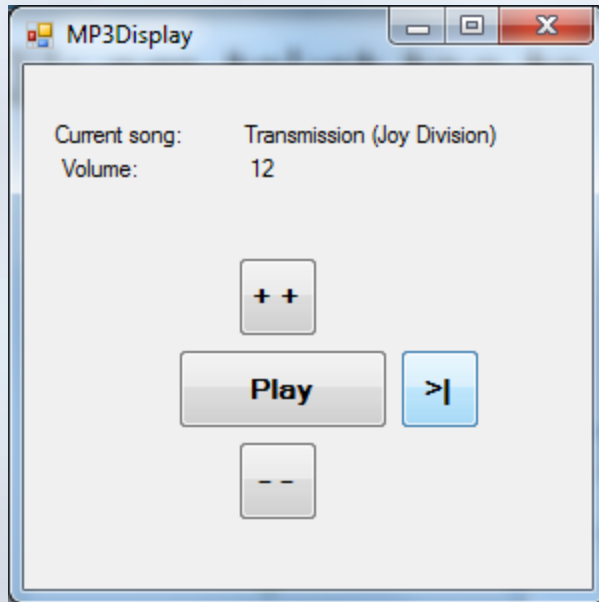 MP3Display
Current song: Transmission (Joy Division)
Volume: 12
+ +
Play >|
- -